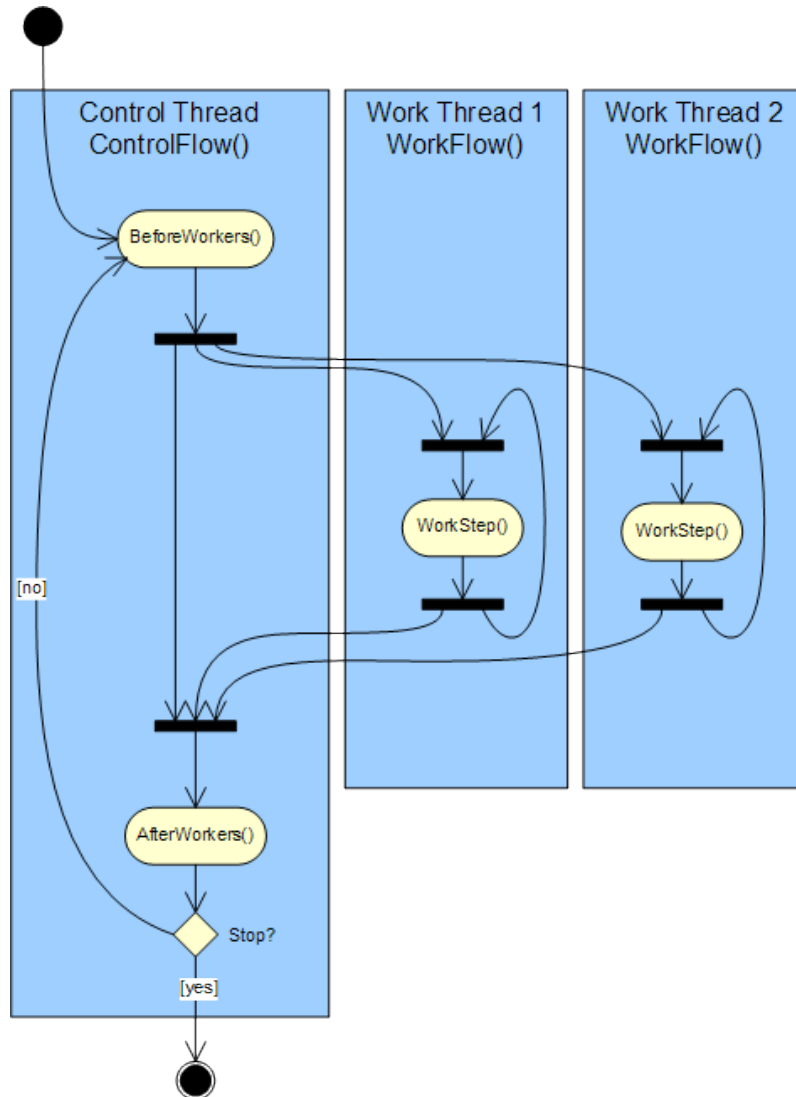 Control Thread
ControlFlow()
Work Thread 1
WorkFlow()
Work Thread 2
WorkFlow()
BeforeWorkers()
WorkStep()
WorkStep()
[no]
AfterWorkers()
Stop?
[yes]